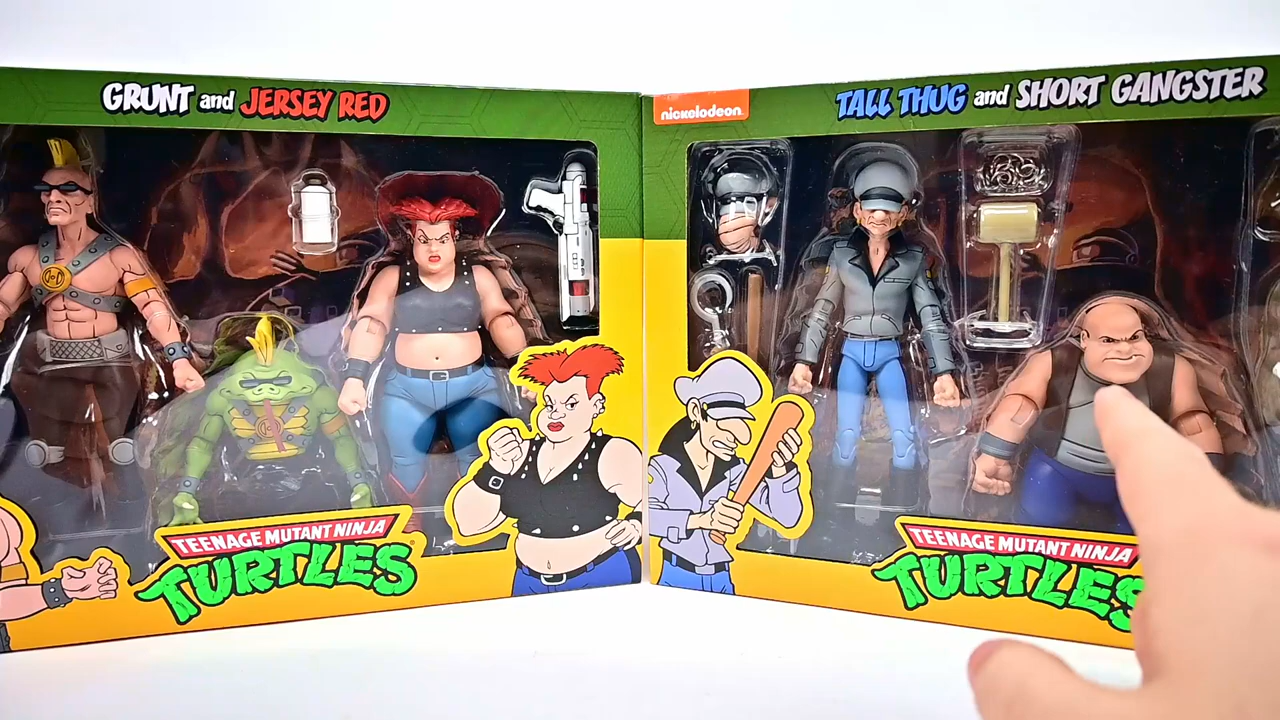 GRUNT and JERSEY RED
TEENAGE MUTANT NINJA
TURTLES
nickelodeon
TALL THUG and SHORT GANGSTER
TEENAGE MUTANT NINJA
TURTLES